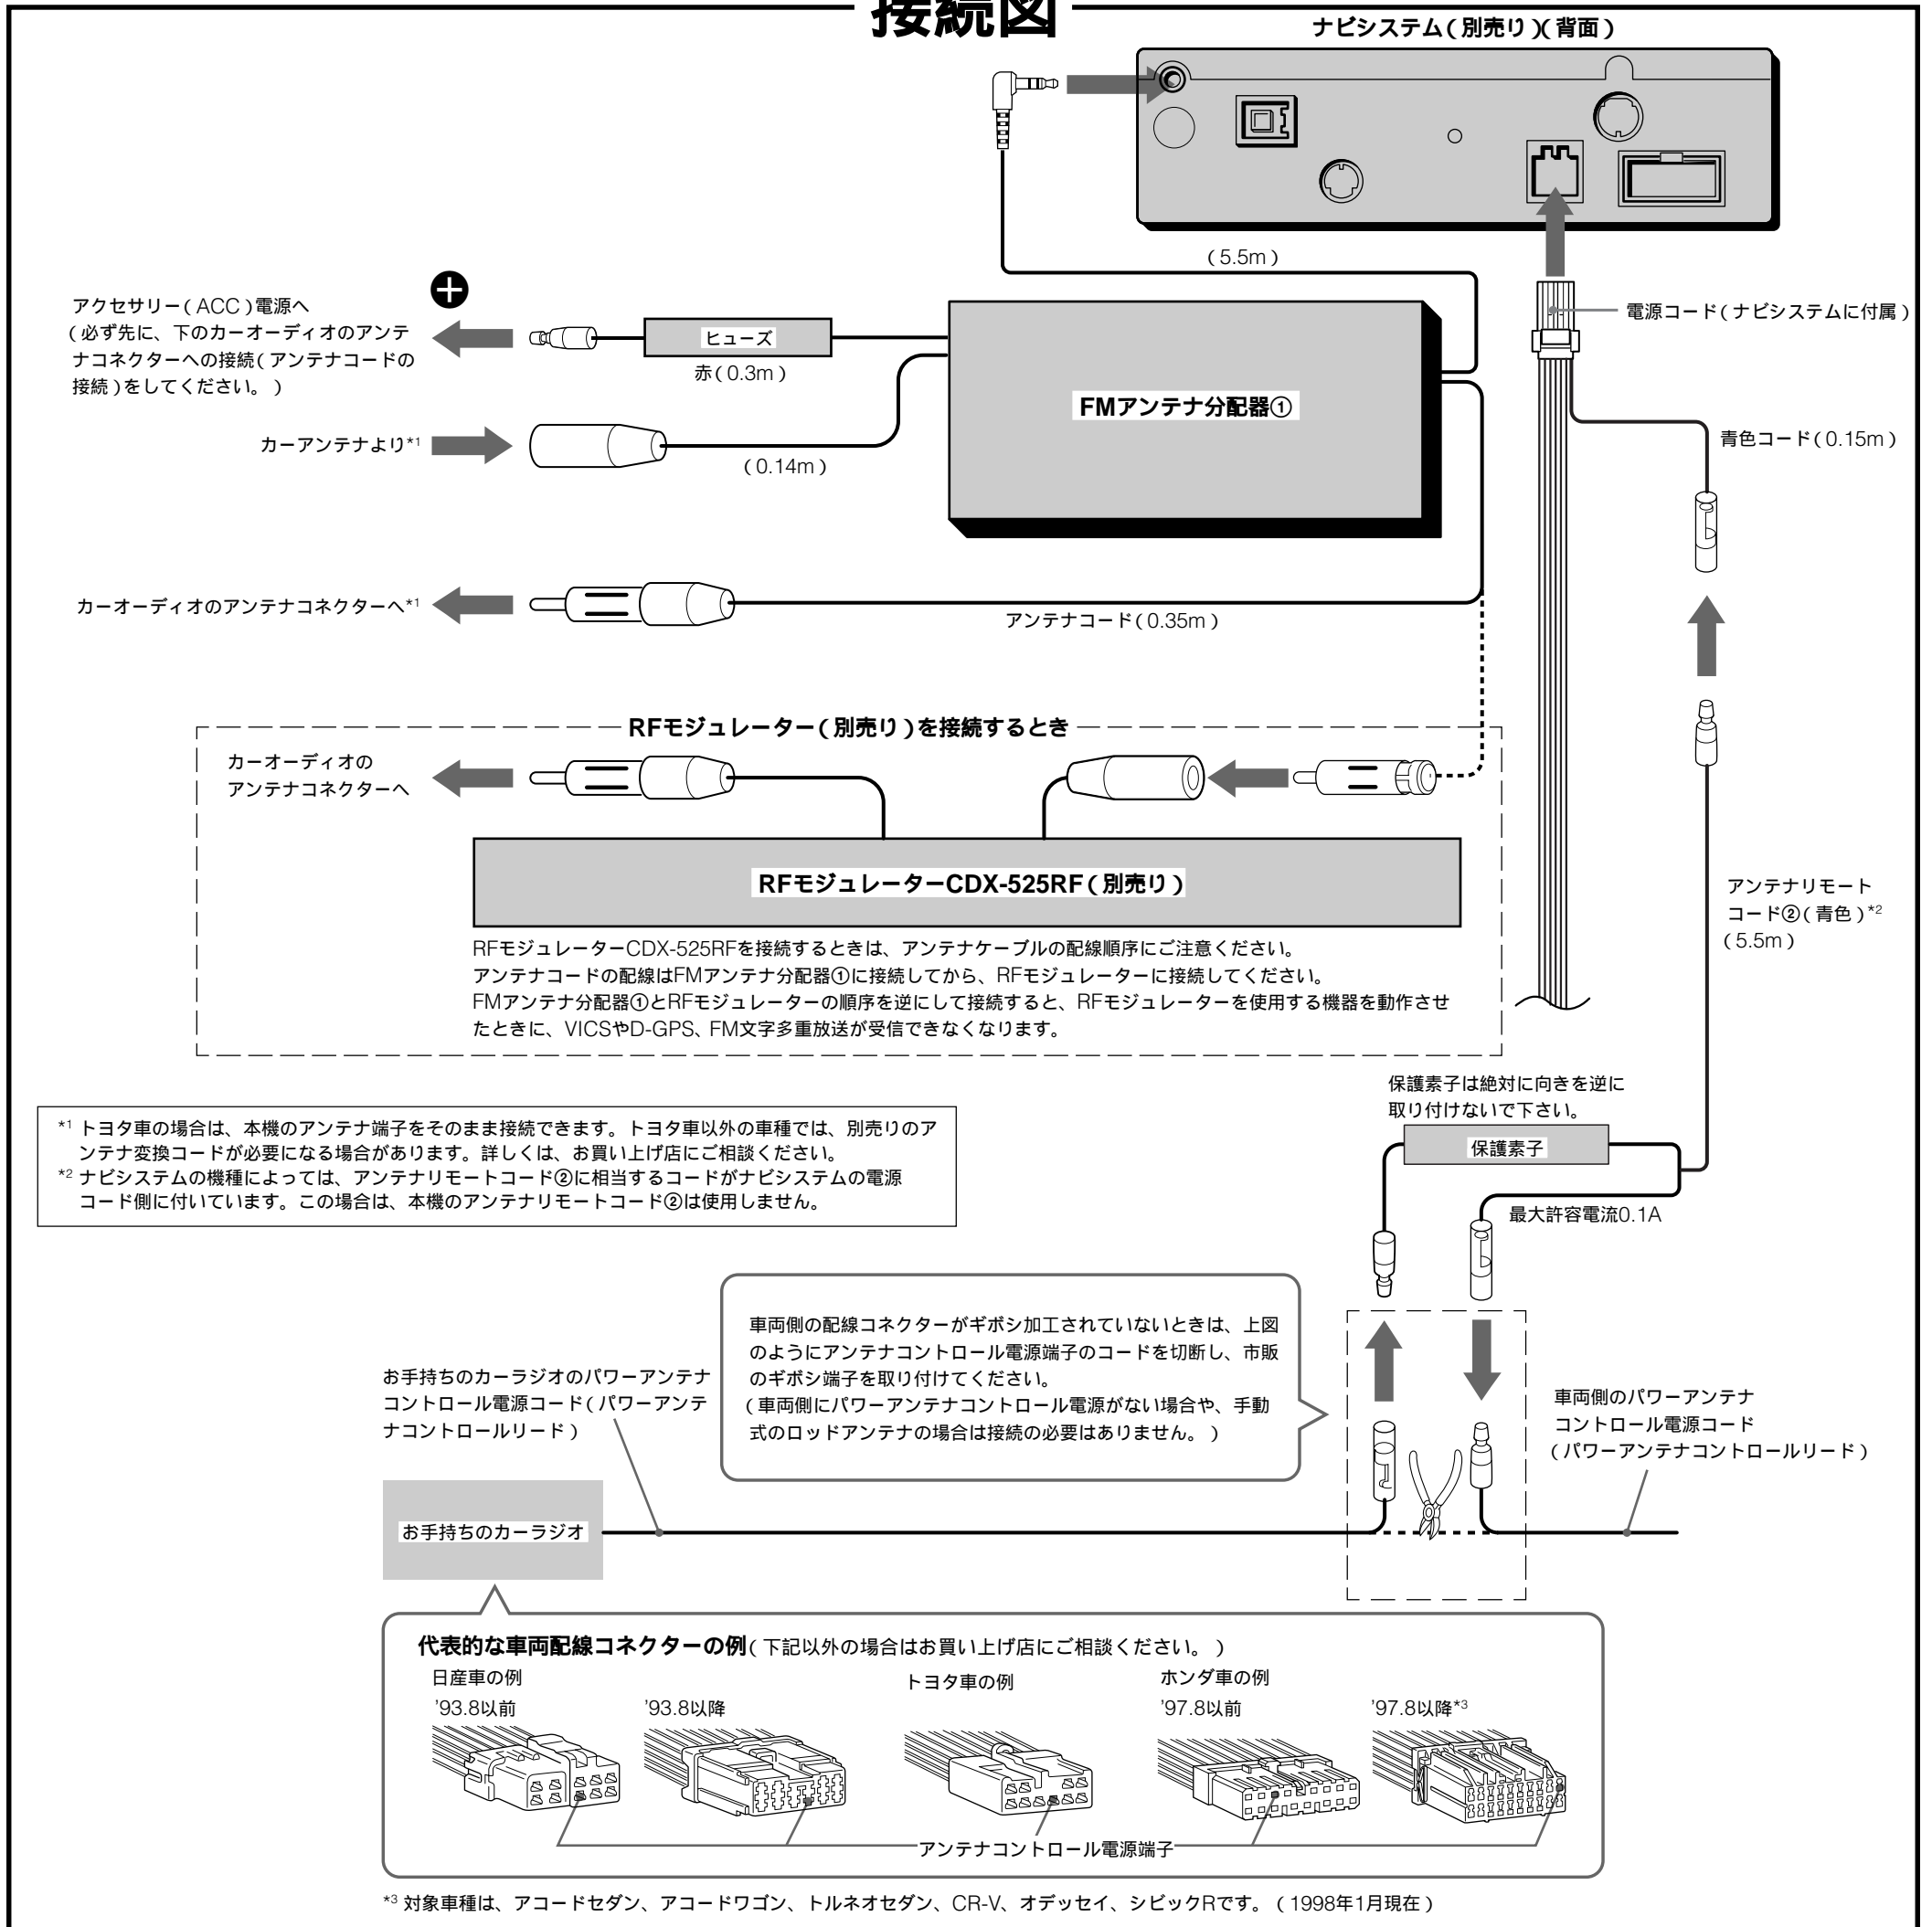 接続図
ナビシステム(別売り)(背面)
(5.5m)
アクセサリー(ACC)電源へ
(必ず先に、下のカーオーディオのアンテ
ナコネクターへの接続(アンテナコードの
接続)をしてください。)
ヒューズ
赤(0.3m)
電源コード(ナビシステムに付属)
FMアンテナ分配器①
カーアンテナより*1
(0.14m)
青色コード(0.15m)
カーオーディオのアンテナコネクターへ*1
アンテナコード(0.35m)
RFモジュレーター(別売り)を接続するとき
カーオーディオの
アンテナコネクターへ
RFモジュレーターCDX-525RF(別売り)
アンテナリモート
コード②(青色)*2
(5.5m)
RFモジュレーターCDX-525RFを接続するときは、アンテナケーブルの配線順序にご注意ください。
アンテナコードの配線はFMアンテナ分配器①に接続してから、RFモジュレーターに接続してください。
FMアンテナ分配器①とRFモジュレーターの順序を逆にして接続すると、RFモジュレーターを使用する機器を動作させ
たときに、VICSやD-GPS、FM文字多重放送が受信できなくなります。
保護素子は絶対に向きを逆に
取り付けないで下さい。
保護素子
最大許容電流0.1A
*1 トヨタ車の場合は、本機のアンテナ端子をそのまま接続できます。トヨタ車以外の車種では、別売りのア
ンテナ変換コードが必要になる場合があります。詳しくは、お買い上げ店にご相談ください。
*2 ナビシステムの機種によっては、アンテナリモートコード②に相当するコードがナビシステムの電源
コード側に付いています。この場合は、本機のアンテナリモートコード②は使用しません。
車両側の配線コネクターがギボシ加工されていないときは、上図
のようにアンテナコントロール電源端子のコードを切断し、市販
のギボシ端子を取り付けてください。
(車両側にパワーアンテナコントロール電源がない場合や、手動
式のロッドアンテナの場合は接続の必要はありません。)
お手持ちのカーラジオのパワーアンテナ
コントロール電源コード(パワーアンテ
ナコントロールリード)
車両側のパワーアンテナ
コントロール電源コード
(パワーアンテナコントロールリード)
お手持ちのカーラジオ
代表的な車両配線コネクターの例(下記以外の場合はお買い上げ店にご相談ください。)
日産車の例
'93.8以前
'93.8以降
トヨタ車の例
ホンダ車の例
'97.8以前
'97.8以降*3
アンテナコントロール電源端子
*3 対象車種は、アコードセダン、アコードワゴン、トルネオセダン、CR-V、オデッセイ、シビックRです。(1998年1月現在)